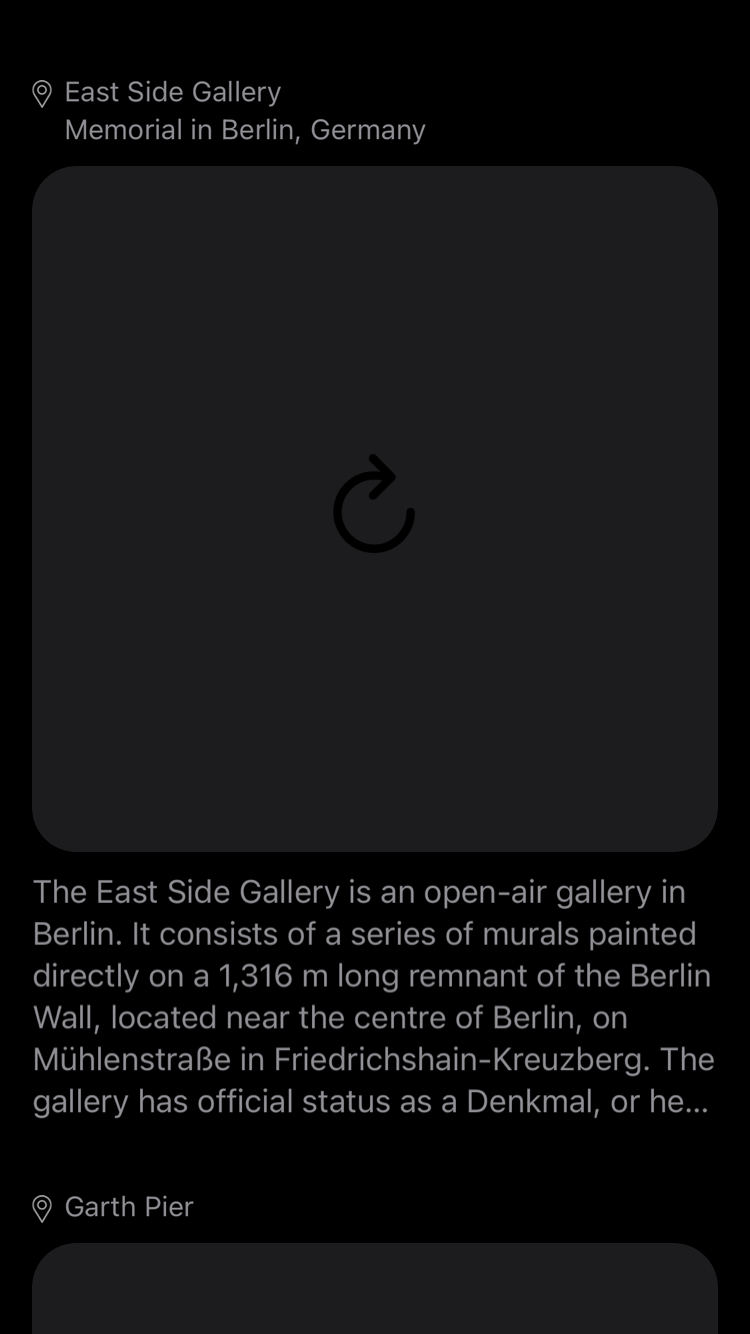 East Side Gallery
Memorial in Berlin, Germany
The East Side Gallery is an open-air gallery in
Berlin. It consists of a series of murals painted
directly on a 1,316 m long remnant of the Berlin
Wall, located near the centre of Berlin, on
Mühlenstraße in Friedrichshain-Kreuzberg. The
gallery has official status as a Denkmal, or he...
Garth Pier